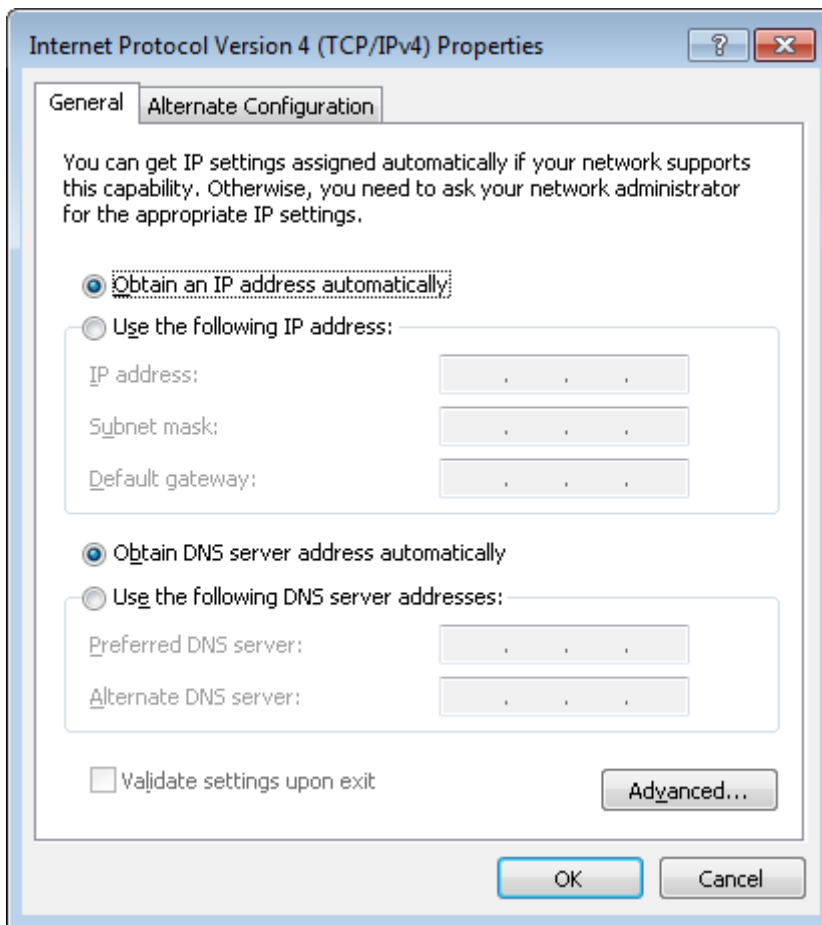 Internet Protocol Version 4 (TCP/IPv4) Properties
General
Alternate Configuration
You can get IP settings assigned automatically if your network supports
this capability. Otherwise, you need to ask your network administrator
for the appropriate IP settings.
Obtain an IP address automatically
Use the following IP address:
IP address:
Subnet mask:
Default gateway:
Obtain DNS server address automatically
Use the following DNS server addresses:
Preferred DNS server:
Alternate DNS server:
Validate settings upon exit
Advanced...
OK
Cancel